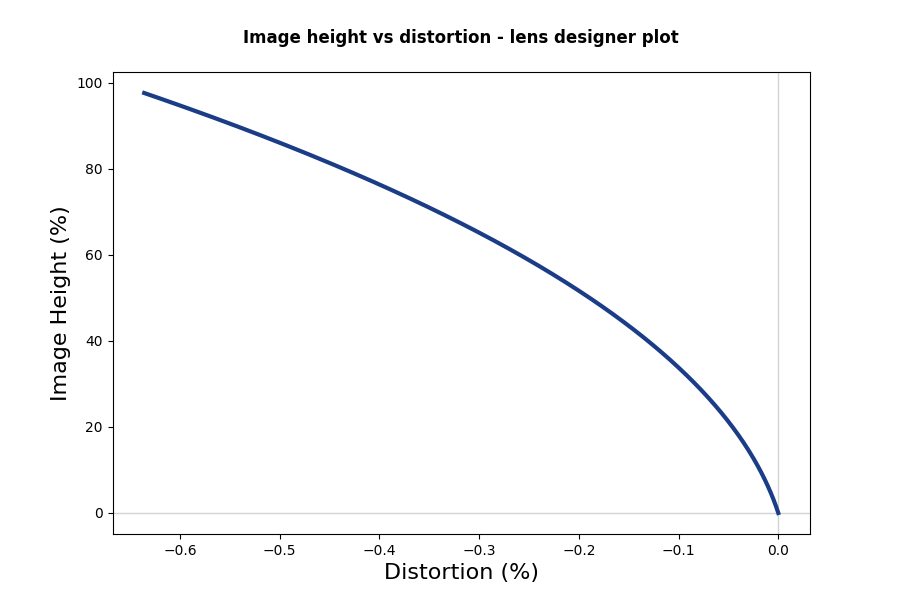 Image height vs distortion - lens designer plot
100
80
60
40
20
0
Image Height (%)
−0.6 −0.5 −0.4 −0.3 −0.2 −0.1 0.0
Distortion (%)